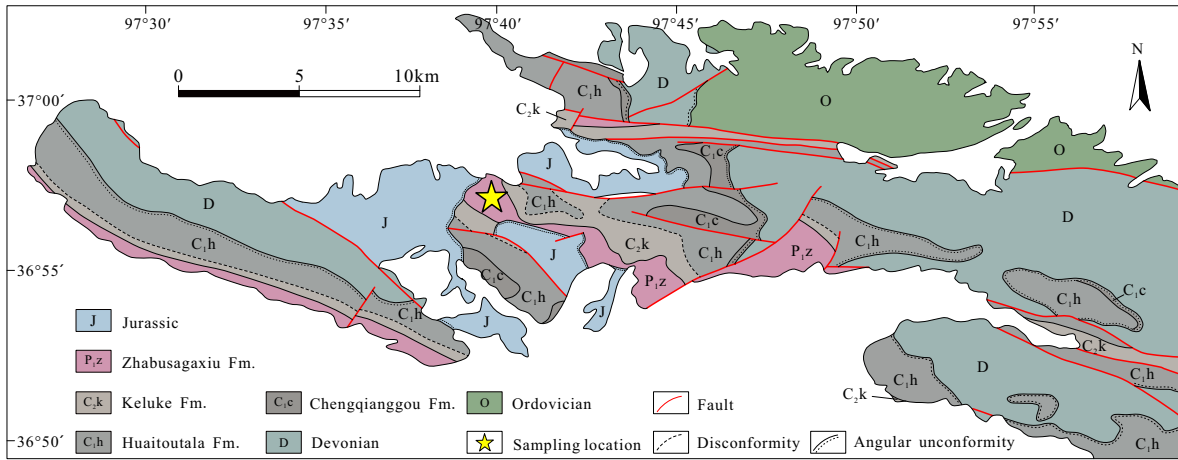 97°30′ 97°35′ 97°40′ 97°45′ 97°50′ 97°55′
0 5 10km
N
37°00′
36°55′
36°50′
D
C₁h
O
C₂k
C₁c
O
J
D
C₁h
D
C₁h
C₁c
J
C₂k
C₁h
C₁h
P₁z
J
C₁c
P₁z
C₁h
C₁h
C₁c
C₁h
J
J
C₂k
C₁h
C₁h
D
C₂k
C₁h
J Jurassic
P₁z Zhabusagaxiu Fm.
C₂k Keluke Fm. C₁c Chengqianggou Fm. O Ordovician Fault
C₁h Huaitoutala Fm. D Devonian Sampling location Disconformity Angular unconformity